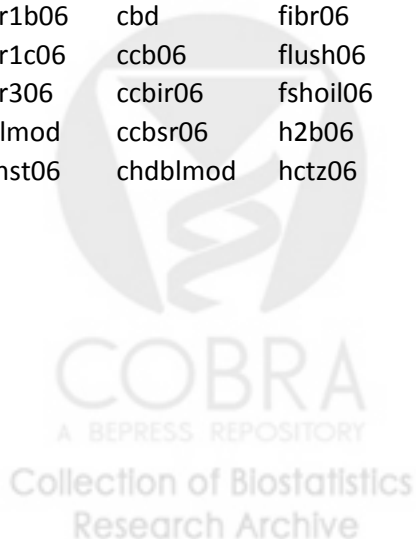 r1b06 cbd fibr06
r1c06 ccb06 flush06
r306 ccbir06 fshoil06
lmod ccbsr06 h2b06
nst06 chdblmod hctz06
COBRA
A BEPRESS REPOSITORY
Collection of Biostatistics
Research Archive